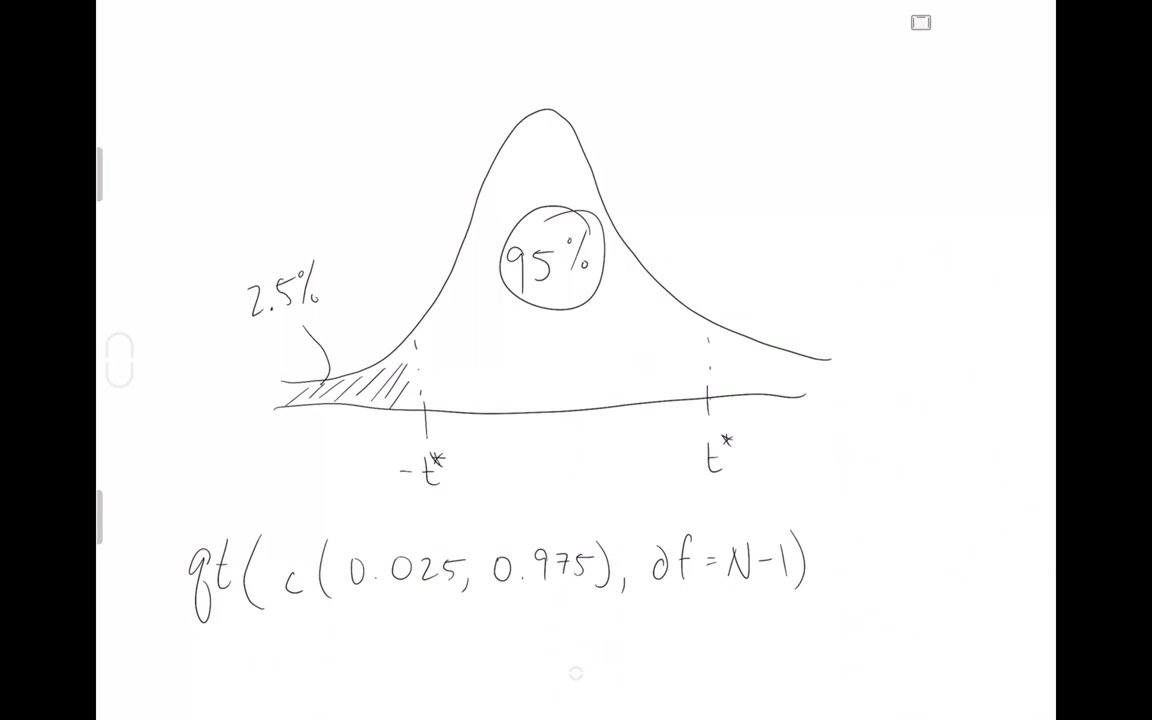 95%
2.5%
-t*
t*
qt(c(0.025, 0.975), df=N-1)